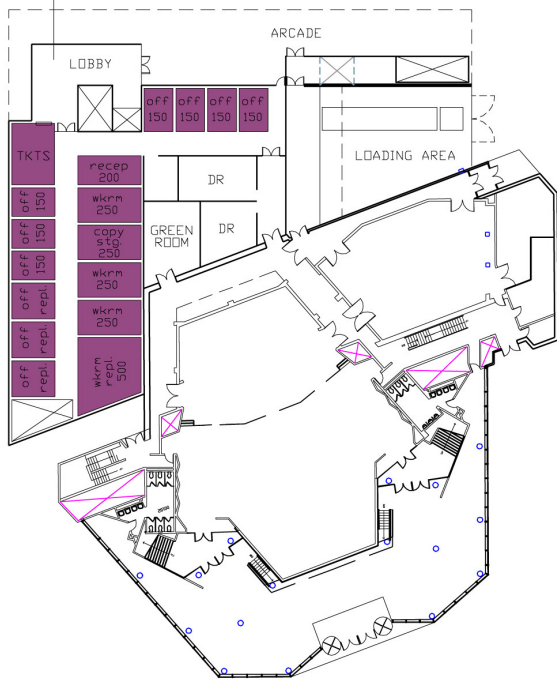 ARCADE
LOBBY
off
150
off
150
off
150
off
150
TKTS
recep
200
LOADING AREA
DR
off 150
wkrm
250
off 150
copy
stg.
250
GREEN
ROOM
DR
off 150
wkrm
250
off repl.
wkrm
250
off repl.
wkrm
repl.
500
off repl.